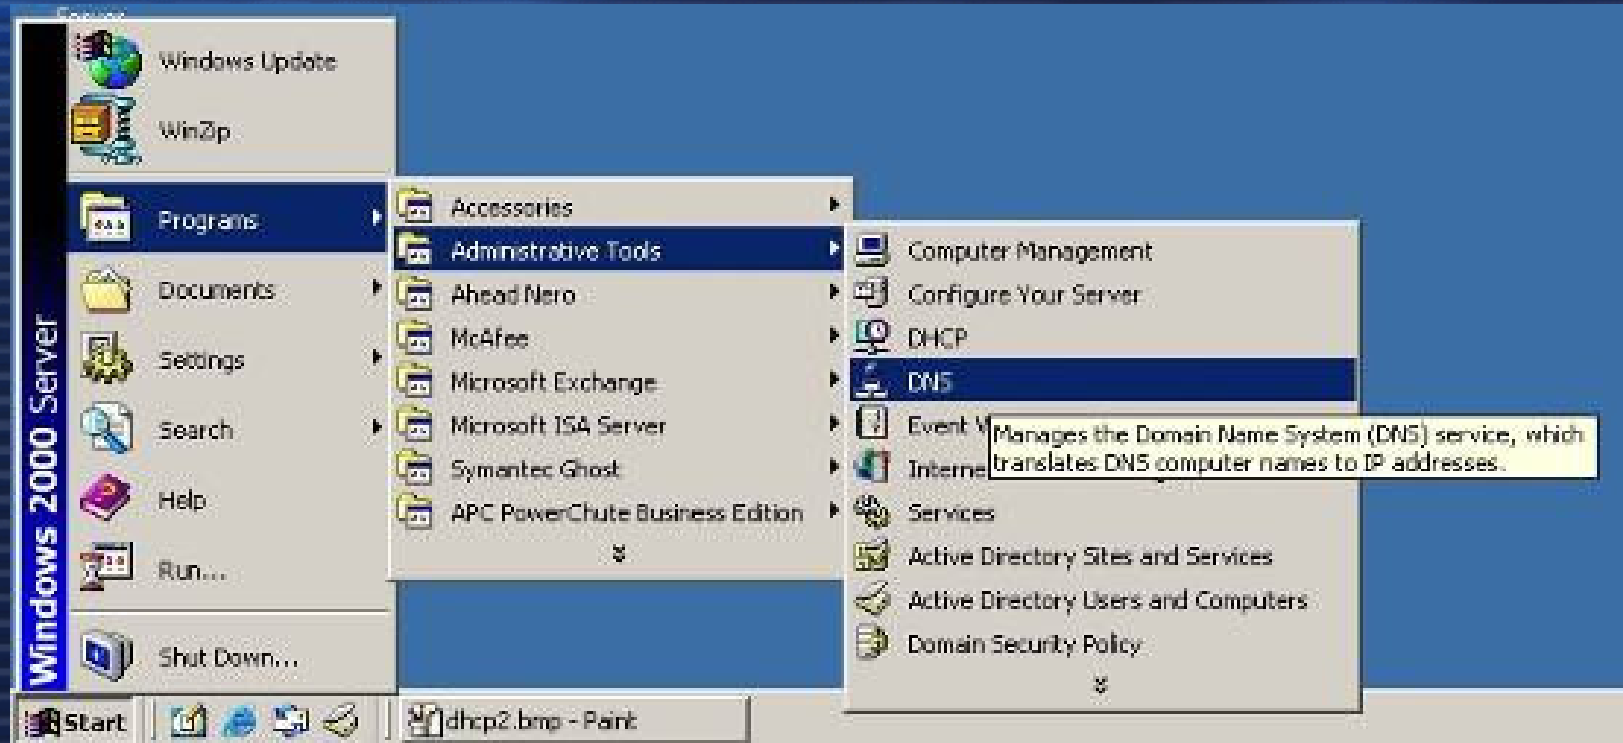 Server
Windows Update
WinZip
Programs
Documents
Settings
Search
Help
Run...
Shut Down...
Windows 2000 Server
Accessories
Administrative Tools
Ahead Nero
McAfee
Microsoft Exchange
Microsoft ISA Server
Symantec Ghost
APC PowerChute Business Edition
Computer Management
Configure Your Server
DHCP
DNS
Event
Manages the Domain Name System (DNS) service, which
translates DNS computer names to IP addresses.
Services
Active Directory Sites and Services
Active Directory Users and Computers
Domain Security Policy
Start
dhcp2.bmp - Paint